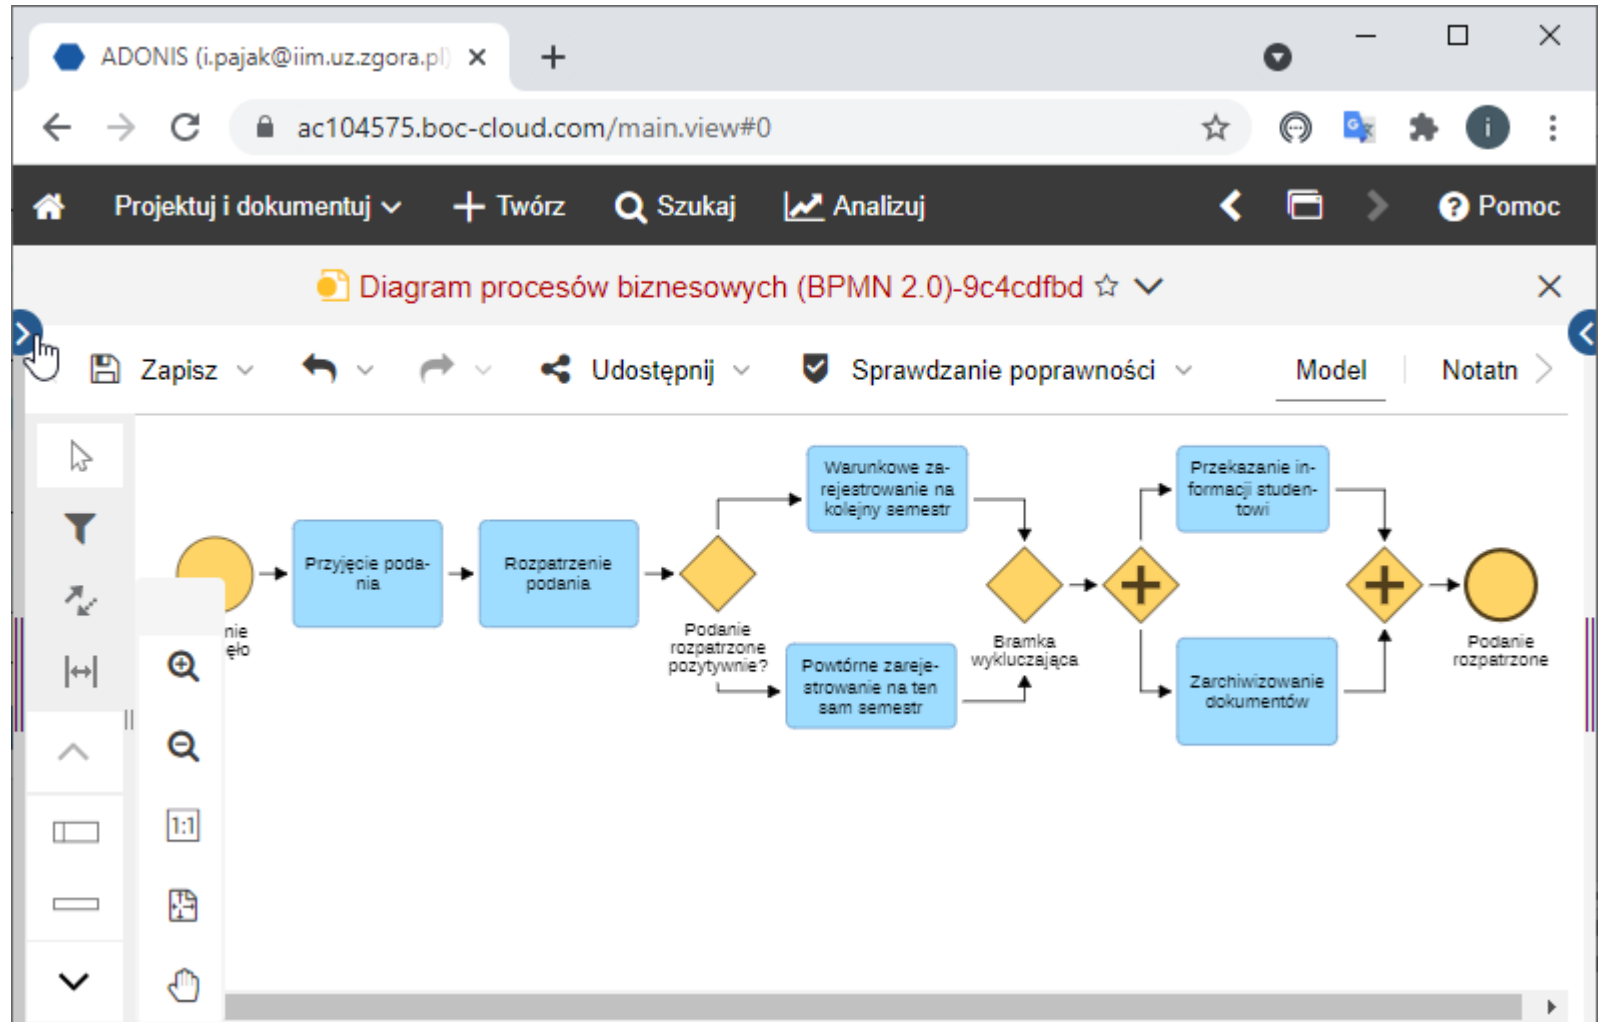 ADONIS (i.pajak@iim.uz.zgora.pl)
ac104575.boc-cloud.com/main.view#0
i
Projektuj i dokumentuj
Twórz
Szukaj
Analizuj
Pomoc
Diagram procesów biznesowych (BPMN 2.0)-9c4cdfbd
Zapisz
Udostępnij
Sprawdzanie poprawności
Model
Notatn
nie
ęło
Przyjęcie poda-
nia
Rozpatrzenie
podania
Podanie
rozpatrzone
pozytywnie?
Warunkowe za-
rejestrowanie na
kolejny semestr
Powtórne zareje-
strowanie na ten
sam semestr
Bramka
wykluczająca
Przekazanie in-
formacji studen-
towi
Zarchiwizowanie
dokumentów
Podanie
rozpatrzone
1:1